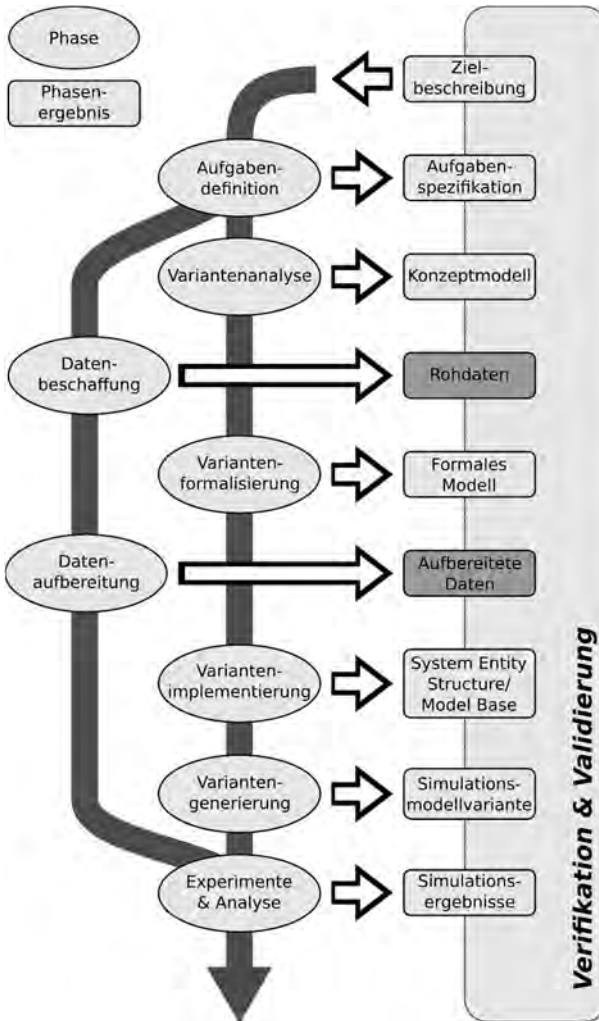 Phase
Phasen-
ergebnis
Ziel-
beschreibung
Aufgaben-
definition
Aufgaben-
spezifikation
Variantenanalyse
Konzeptmodell
Daten-
beschaffung
Rohdaten
Varianten-
formalisierung
Formales
Modell
Daten-
aufbereitung
Aufbereitete
Daten
Varianten-
implementierung
System Entity
Structure/
Model Base
Varianten-
generierung
Simulations-
modellvariante
Experimente
& Analyse
Simulations-
ergebnisse
Verifikation & Validierung